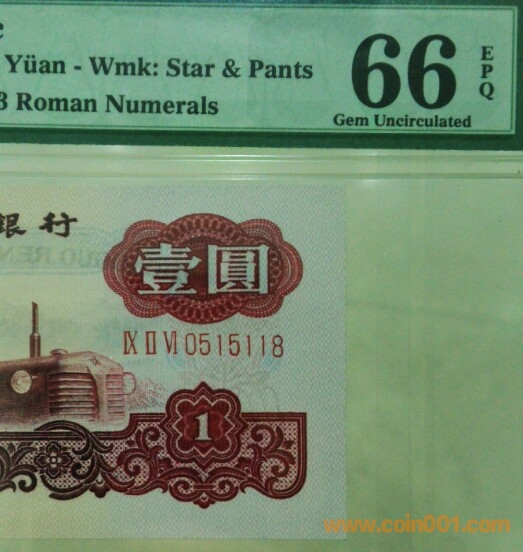 Yüan - Wmk: Star & Pants
3 Roman Numerals
66
EPQ
Gem Uncirculated
银行
壹圓
IX II VI 0515118
1
www.coin001.com